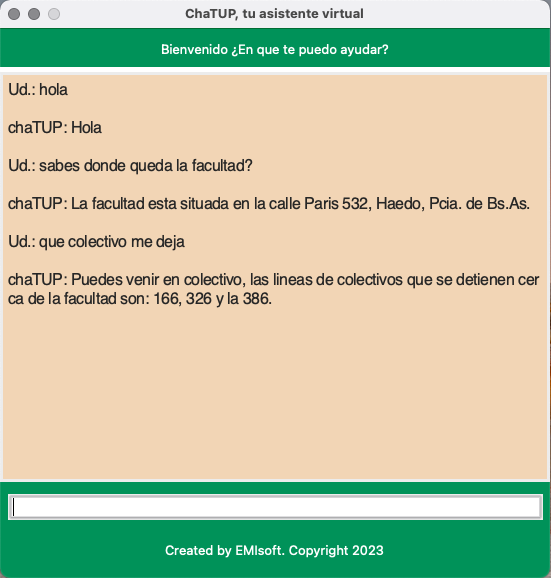 ChaTUP, tu asistente virtual
Bienvenido ¿En que te puedo ayudar?
Ud.: hola
chaTUP: Hola
Ud.: sabes donde queda la facultad?
chaTUP: La facultad esta situada en la calle Paris 532, Haedo, Pcia. de Bs.As.
Ud.: que colectivo me deja
chaTUP: Puedes venir en colectivo, las lineas de colectivos que se detienen cer
ca de la facultad son: 166, 326 y la 386.
Created by EMIsoft. Copyright 2023